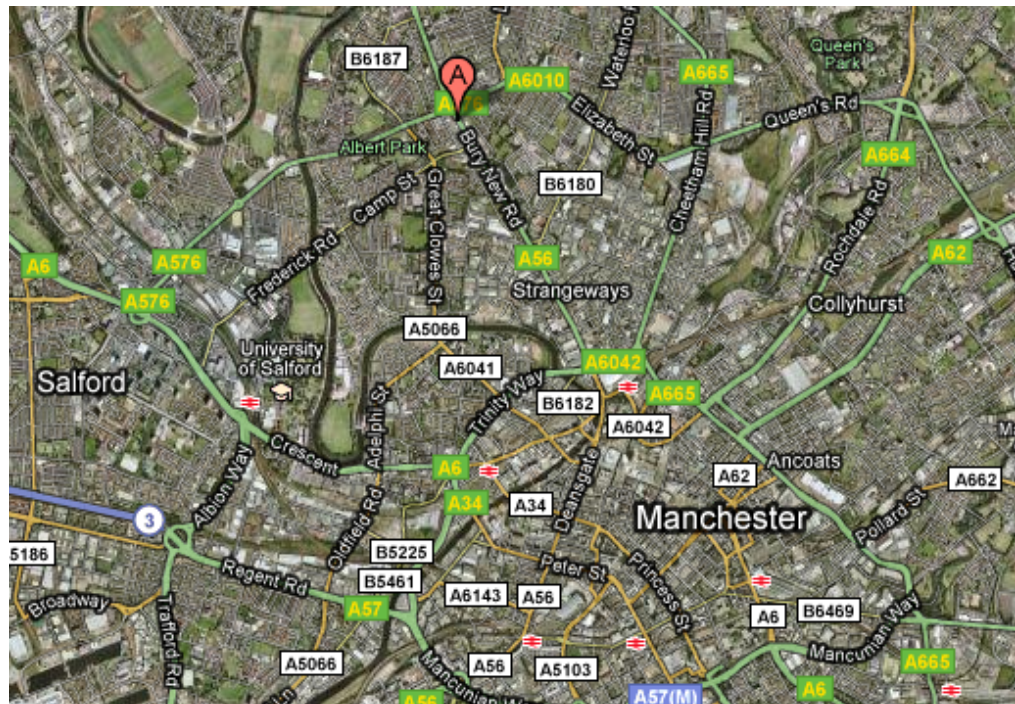 B6187
Waterloo
A665
Queen's
Park
A
A6010
A576
Elizabeth St
Cheetham Hill Rd
Queen's Rd
Albert Park
Bury New Rd
A664
B6180
Camp St
Great Clowes St
Rochdale Rd
Frederick Rd
A6
A576
A56
A62
A576
Strangeways
Collyhurst
A5066
University
of Salford
A6041
A6042
Salford
Trinity Way
B6182
A665
Adelphi St
A6042
Crescent
A6
A62
Ancoats
Albion Way
A662
A34
A34
Deansgate
Manchester
Pollard St
3
Oldfield Rd
5186
B5225
Peter St
Princess St
Regent Rd
B5461
A6143
A56
Broadway
A57
A6
B6469
Mancunian Way
Trafford Rd
A5066
A56
A5103
A665
Mancunian W
A56
A57(M)
A6